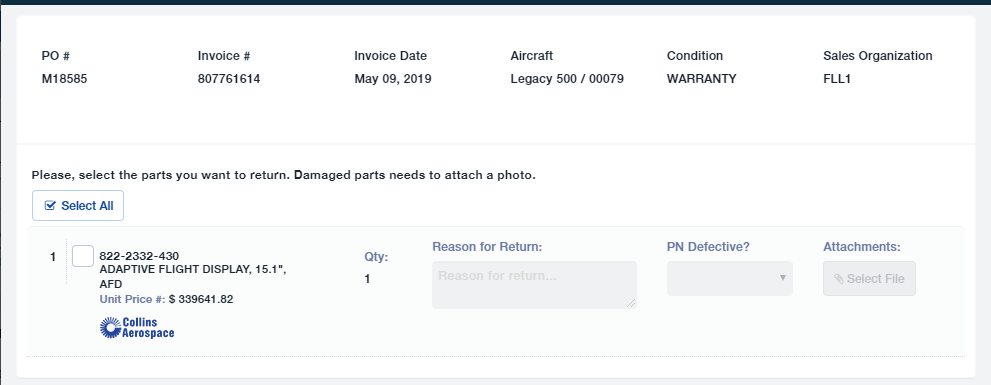 PO # Invoice # Invoice Date Aircraft Condition Sales Organization
M18585 807761614 May 09, 2019 Legacy 500 / 00079 WARRANTY FLL1
Please, select the parts you want to return. Damaged parts needs to attach a photo.
Select All
1
822-2332-430
ADAPTIVE FLIGHT DISPLAY, 15.1",
AFD
Unit Price #: $ 339641.82
Collins
Aerospace
Qty:
1
Reason for Return:
Reason for return...
PN Defective?
Attachments:
Select File